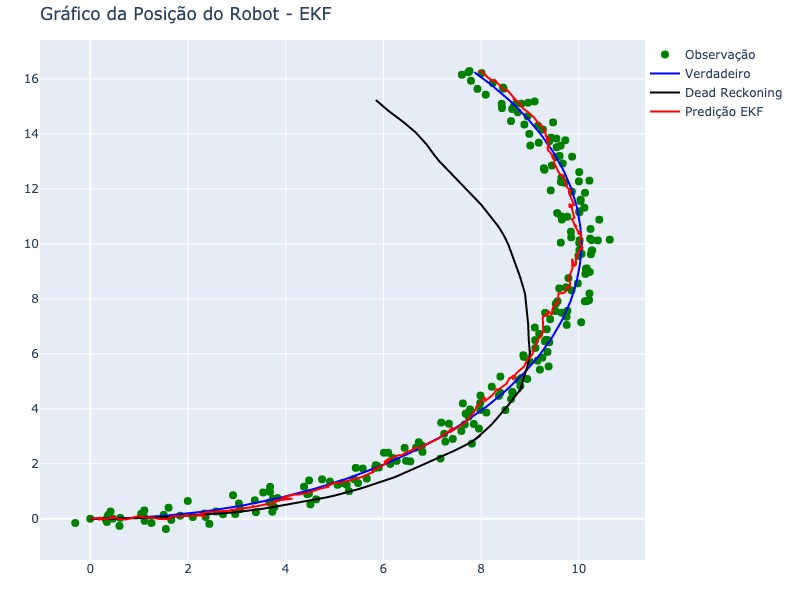 Gráfico da Posição do Robot - EKF
Observação
Verdadeiro
Dead Reckoning
Predição EKF
16
14
12
10
8
6
4
2
0
0 2 4 6 8 10